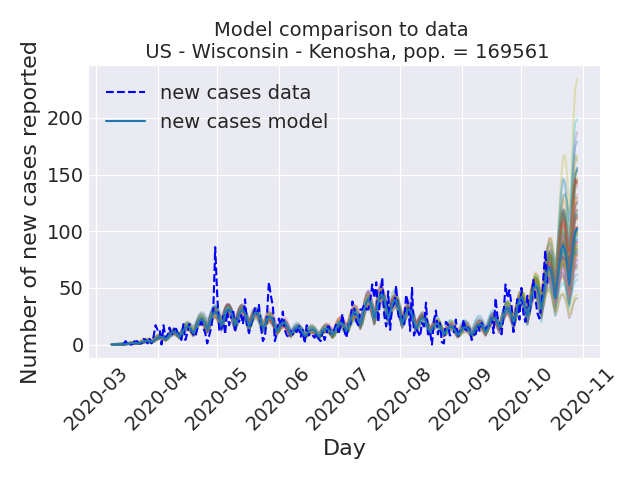 Model comparison to data
US - Wisconsin - Kenosha, pop. = 169561
Number of new cases reported
new cases data
new cases model
200
150
100
50
0
2020-03
2020-04
2020-05
2020-06
2020-07
2020-08
2020-09
2020-10
2020-11
Day